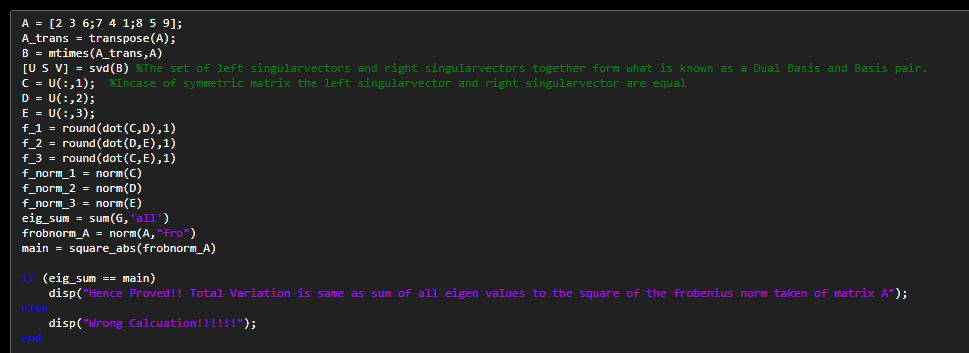 A = [2 3 6;7 4 1;8 5 9];
A_trans = transpose(A);
B = mtimes(A_trans,A)
[U S V] = svd(B) %The set of left singularvectors and right singularvectors together form what is known as a Dual Basis and Basis pair.
C = U(:,1);  %Incase of symmetric matrix the left singularvector and right singularvector are equal
D = U(:,2);
E = U(:,3);
f_1 = round(dot(C,D),1)
f_2 = round(dot(D,E),1)
f_3 = round(dot(C,E),1)
f_norm_1 = norm(C)
f_norm_2 = norm(D)
f_norm_3 = norm(E)
eig_sum = sum(G,'all')
frobnorm_A = norm(A,"fro")
main = square_abs(frobnorm_A)
if (eig_sum == main)
disp("Hence Proved!! Total Variation is same as sum of all eigen values to the square of the frobenius norm taken of matrix A");
else
disp("Wrong Calcuation!!!!!!");
end